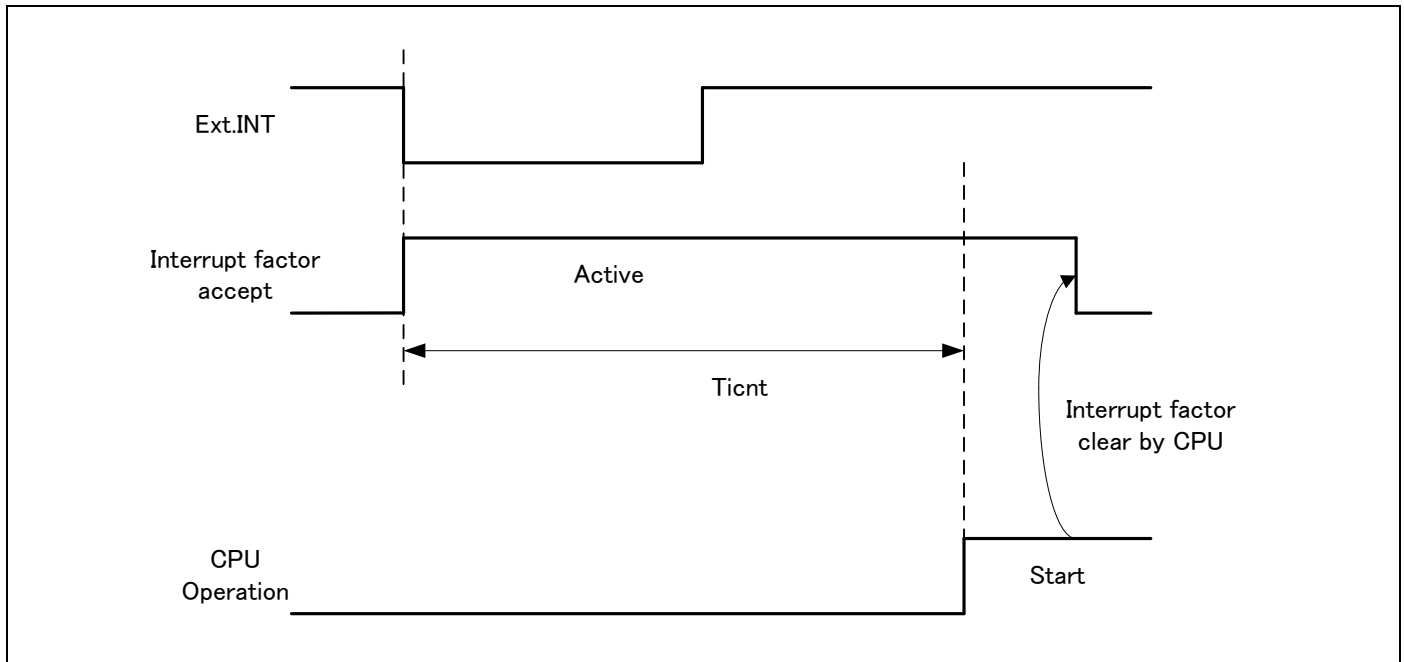 Ext.INT
Interrupt factor
accept
Active
Ticnt
Interrupt factor
clear by CPU
CPU
Operation
Start